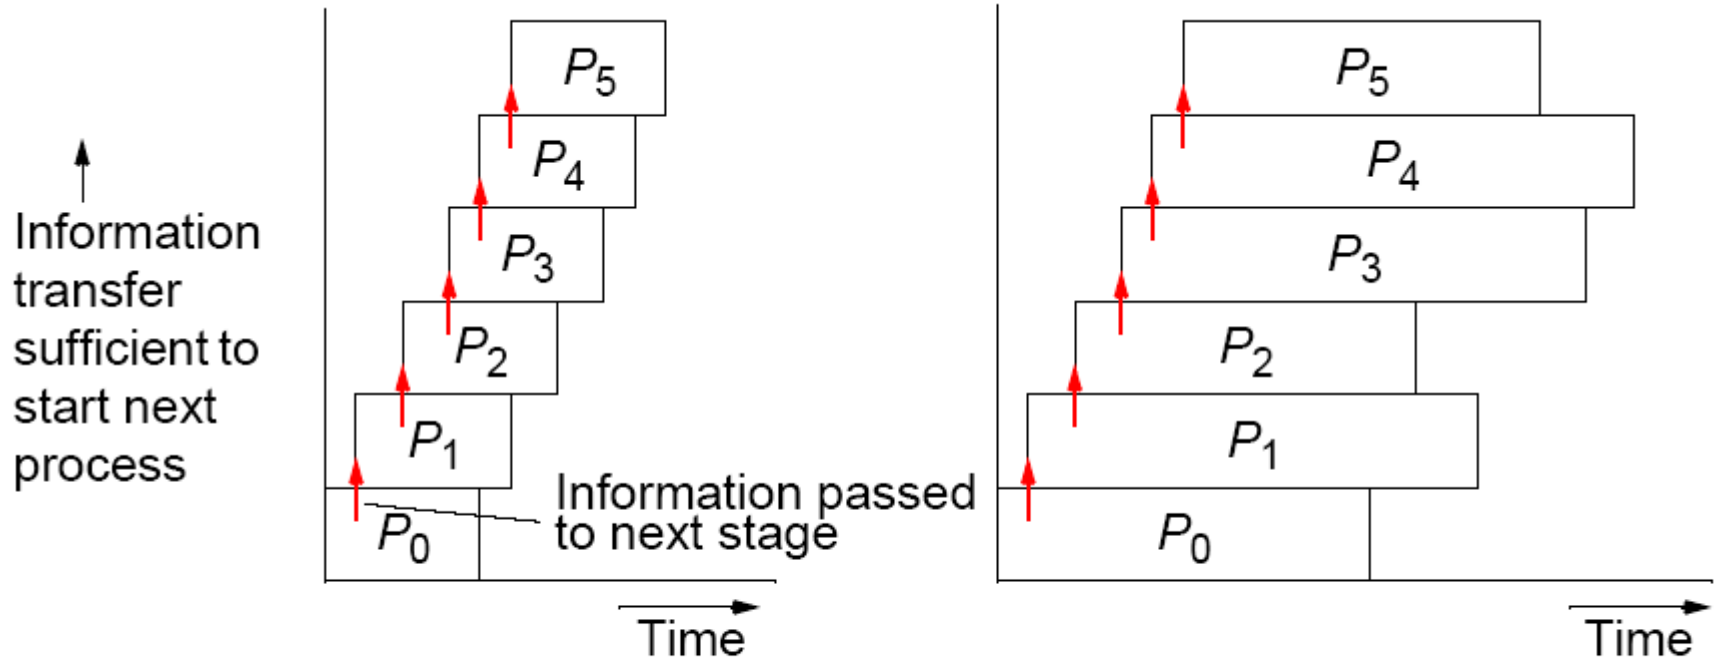 P5
P4
Information
transfer
sufficient to
start next
process
P3
P2
P1
Information passed
to next stage
P0
Time
P5
P4
P3
P2
P1
P0
Time